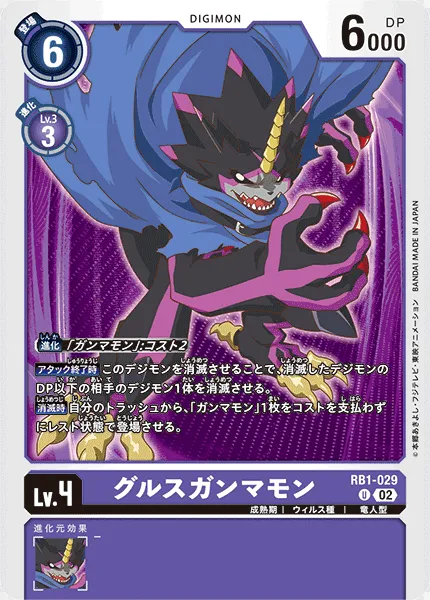 DIGIMON
登場
6
6000
DP
進化
Lv.3
3
BANDAI MADE IN JAPAN
©本郷あきよし・フジテレビ・東映アニメーション
進化 「ガンマモン」:コスト2
アタック終了時 このデジモンを消滅させることで、消滅したデジモンの
DP以下の相手のデジモン1体を消滅させる。
消滅時 自分のトラッシュから、「ガンマモン」1枚をコストを支払わず
にレスト状態で登場させる。
RB1-029
Lv.4
グルスガンマモン
U 02
成熟期 ウィルス種 竜人型
進化元効果
–